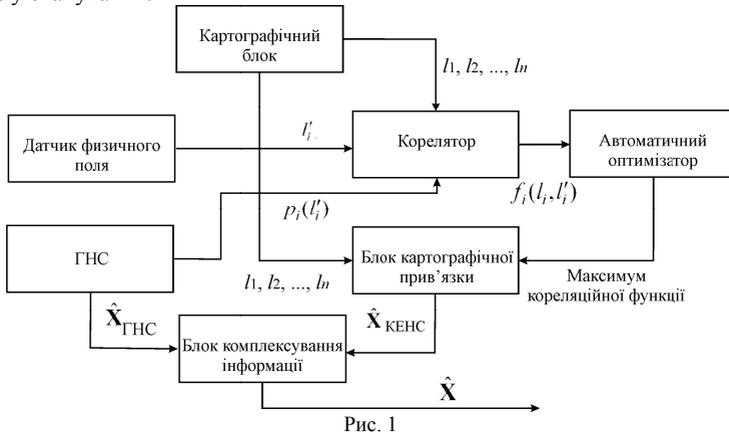 Картографічний
блок
l1, l2, ..., ln
Датчик физичного
поля
l′i
Корелятор
Автоматичний
оптимізатор
pi(l′i)
fi(li, l′i)
ГНС
Блок картографічної
прив’язки
l1, l2, ..., ln
Максимум
кореляційної функції
X̂ГНС
X̂КЕНС
Блок комплексування
інформації
X̂
Рис. 1